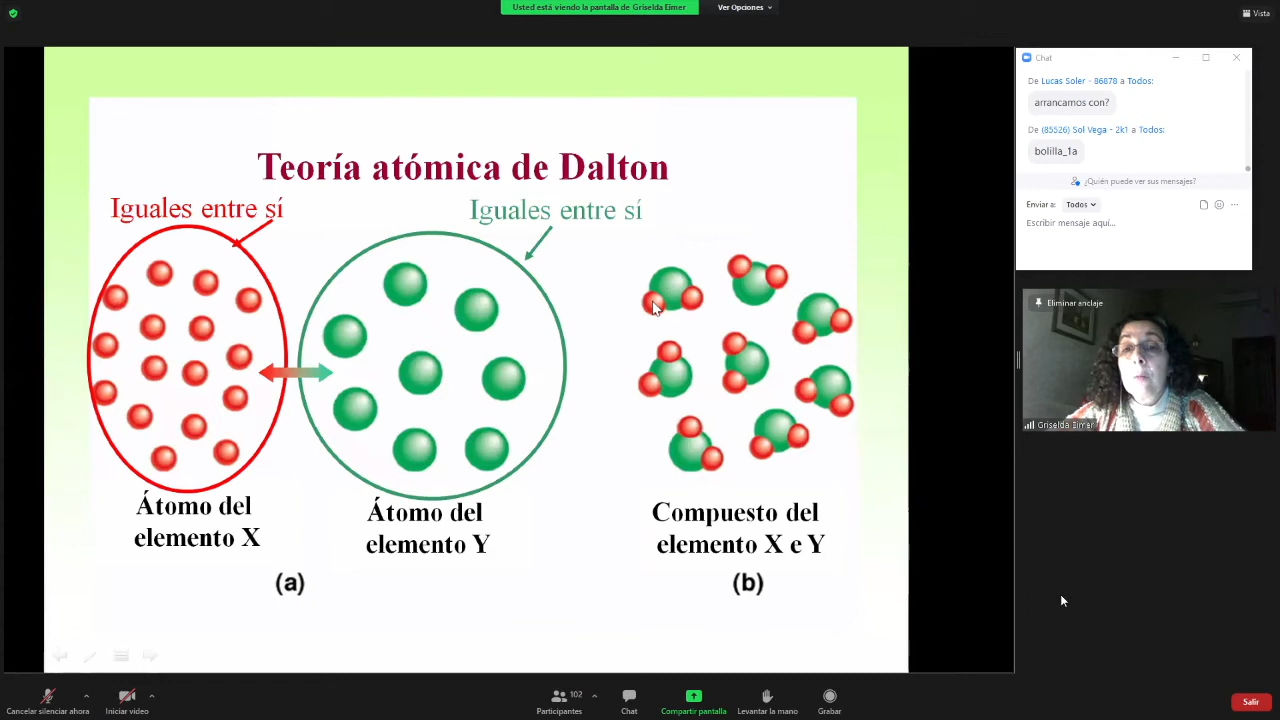 Usted está viendo la pantalla de Griselda Eimer
Ver Opciones
Vista
Teoría atómica de Dalton
Iguales entre sí
Iguales entre sí
Átomo del
elemento X
Átomo del
elemento Y
Compuesto del
elemento X e Y
(a)
(b)
Chat
De Lucas Soler - 86878 a Todos:
arrancamos con?
De (85526) Sol Vega - 2k1 a Todos:
bolilla_1a
¿Quién puede ver sus mensajes?
Enviar a: Todos
Escribir mensaje aquí...
Eliminar anclaje
Griselda Eimer
Cancelar silenciar ahora
Iniciar video
102
Participantes
Chat
Compartir pantalla
Levantar la mano
Grabar
Salir